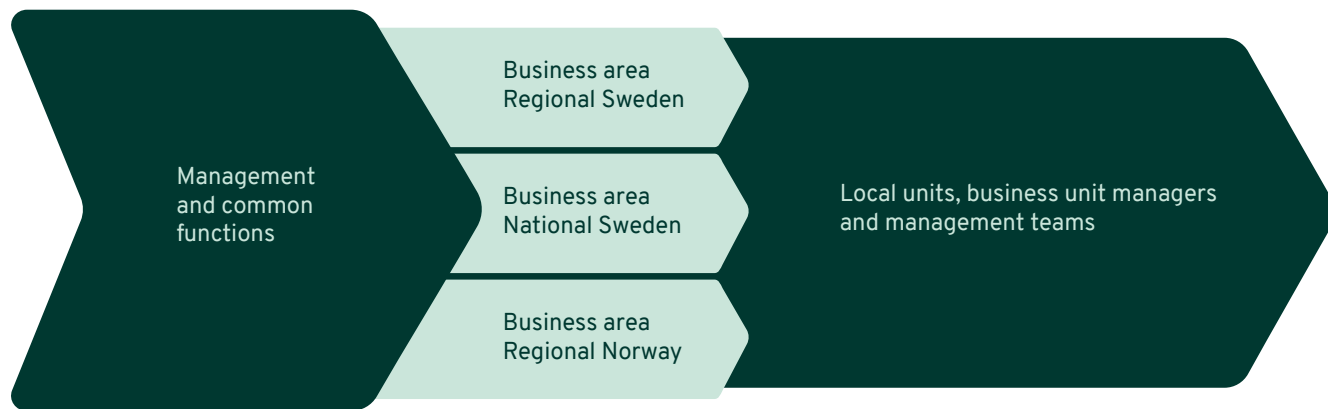 Management
and common
functions
Business area
Regional Sweden
Business area
National Sweden
Business area
Regional Norway
Local units, business unit managers
and management teams